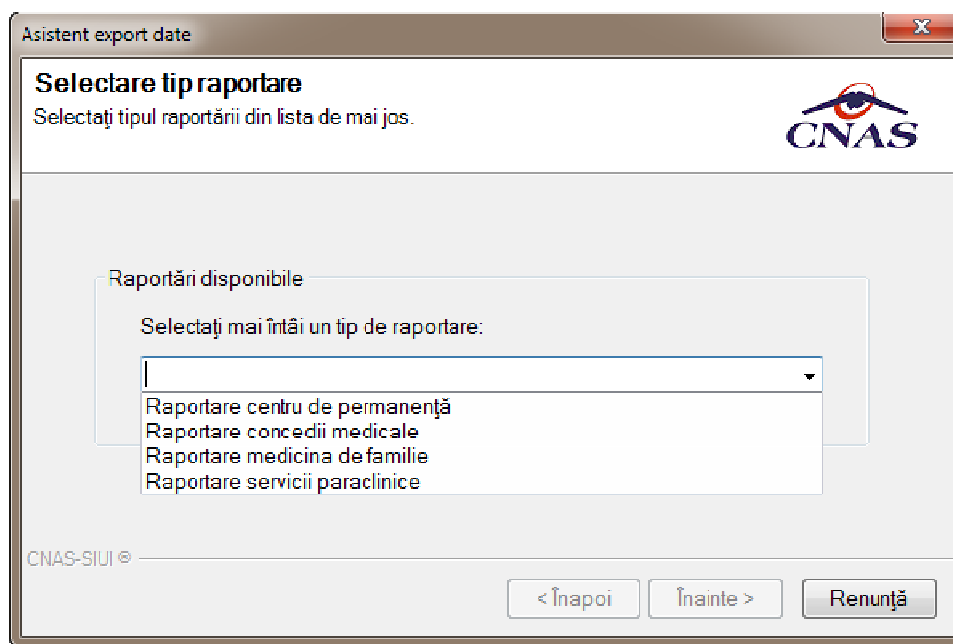 Asistent export date
Selectare tip raportare
Selectaţi tipul raportării din lista de mai jos.
CNAS
Raportări disponibile
Selectaţi mai întâi un tip de raportare:
Raportare centru de permanenţă
Raportare concedii medicale
Raportare medicina de familie
Raportare servicii paraclinice
CNAS-SIUI ®
< Înapoi
Înainte >
Renunţă